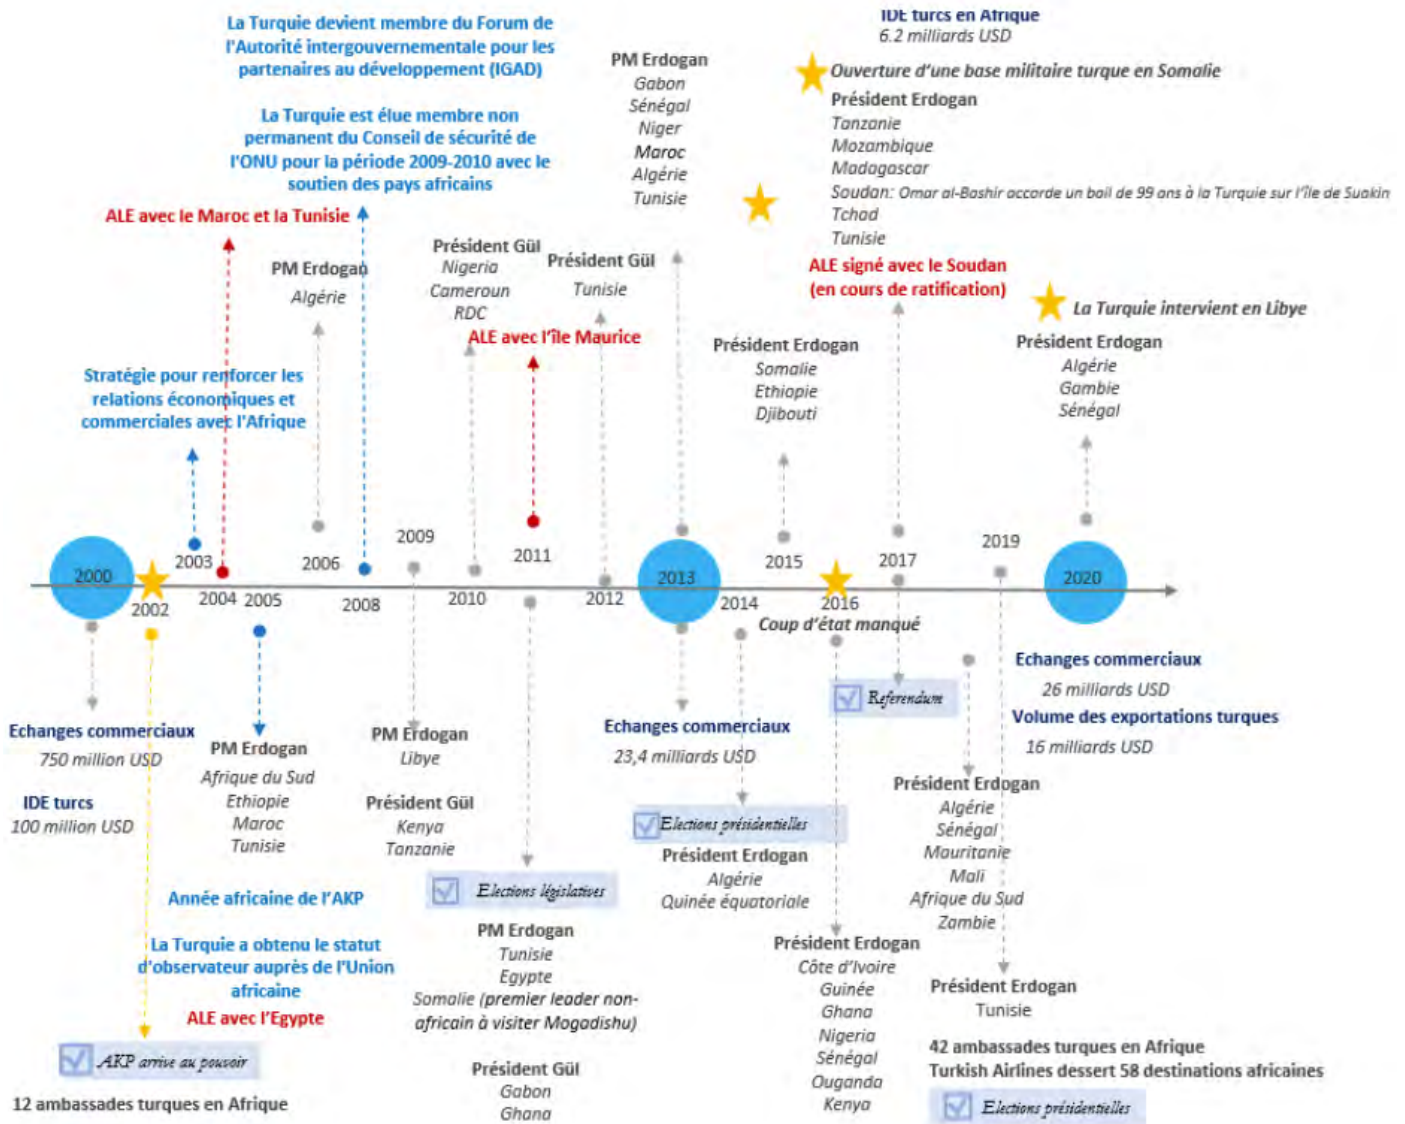 La Turquie devient membre du Forum de
l'Autorité intergouvernementale pour les
partenaires au développement (IGAD)
La Turquie est élue membre non
permanent du Conseil de sécurité de
l'ONU pour la période 2009-2010 avec le
soutien des pays africains
ALE avec le Maroc et la Tunisie
PM Erdogan
Algérie
Stratégie pour renforcer les
relations économiques et
commerciales avec l'Afrique
Président Gül
Nigeria
Cameroun
RDC
ALE avec l'île Maurice
Président Gül
Tunisie
PM Erdogan
Gabon
Sénégal
Niger
Maroc
Algérie
Tunisie
IDE turcs en Afrique
6.2 milliards USD
Ouverture d'une base militaire turque en Somalie
Président Erdogan
Tanzanie
Mozambique
Madagascar
Soudan: Omar al-Bashir accorde un bail de 99 ans à la Turquie sur l'île de Suakin
Tchad
Tunisie
ALE signé avec le Soudan
(en cours de ratification)
Président Erdogan
Somalie
Ethiopie
Djibouti
La Turquie intervient en Libye
Président Erdogan
Algérie
Gambie
Sénégal
2000
2002
2003
2004
2005
2006
2008
2009
2010
2011
2012
2013
2014
2015
2016
Coup d'état manqué
2017
2019
2020
Echanges commerciaux
750 million USD
IDE turcs
100 million USD
PM Erdogan
Afrique du Sud
Ethiopie
Maroc
Tunisie
Année africaine de l'AKP
La Turquie a obtenu le statut
d'observateur auprès de l'Union
africaine
ALE avec l'Egypte
AKP arrive au pouvoir
12 ambassades turques en Afrique
PM Erdogan
Libye
Président Gül
Kenya
Tanzanie
Elections législatives
PM Erdogan
Tunisie
Egypte
Somalie (premier leader non-
africain à visiter Mogadishu)
Président Gül
Gabon
Ghana
Echanges commerciaux
23,4 milliards USD
Elections présidentielles
Président Erdogan
Algérie
Quinée équatoriale
Referendum
Président Erdogan
Côte d'Ivoire
Guinée
Ghana
Nigeria
Sénégal
Ouganda
Kenya
Echanges commerciaux
26 milliards USD
Volume des exportations turques
16 milliards USD
Président Erdogan
Algérie
Sénégal
Mauritanie
Mali
Afrique du Sud
Zambie
Président Erdogan
Tunisie
42 ambassades turques en Afrique
Turkish Airlines dessert 58 destinations africaines
Elections présidentielles